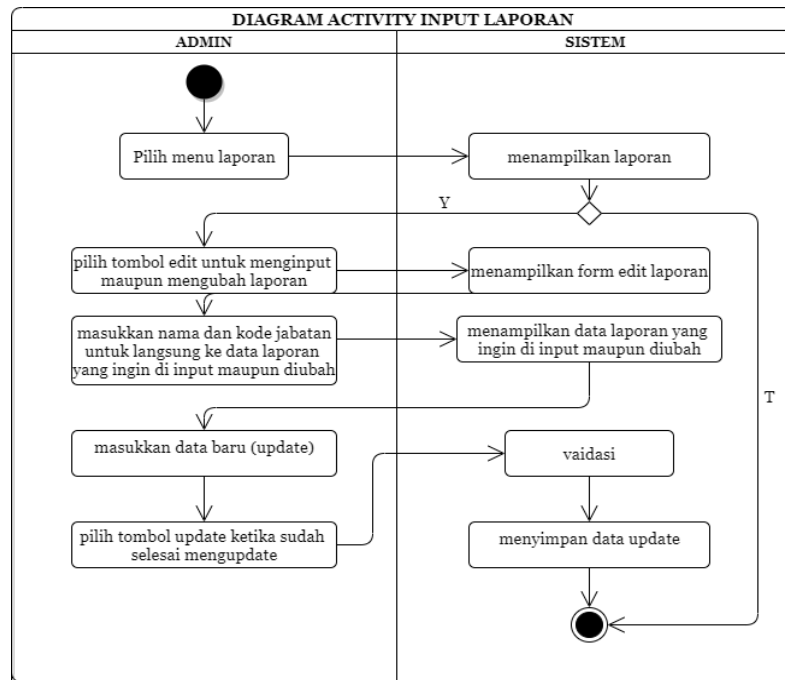 DIAGRAM ACTIVITY INPUT LAPORAN
ADMIN
SISTEM
Pilih menu laporan
menampilkan laporan
Y
pilih tombol edit untuk menginput
maupun mengubah laporan
menampilkan form edit laporan
masukkan nama dan kode jabatan
untuk langsung ke data laporan
yang ingin di input maupun diubah
menampilkan data laporan yang
ingin di input maupun diubah
T
masukkan data baru (update)
vaidasi
pilih tombol update ketika sudah
selesai mengupdate
menyimpan data update